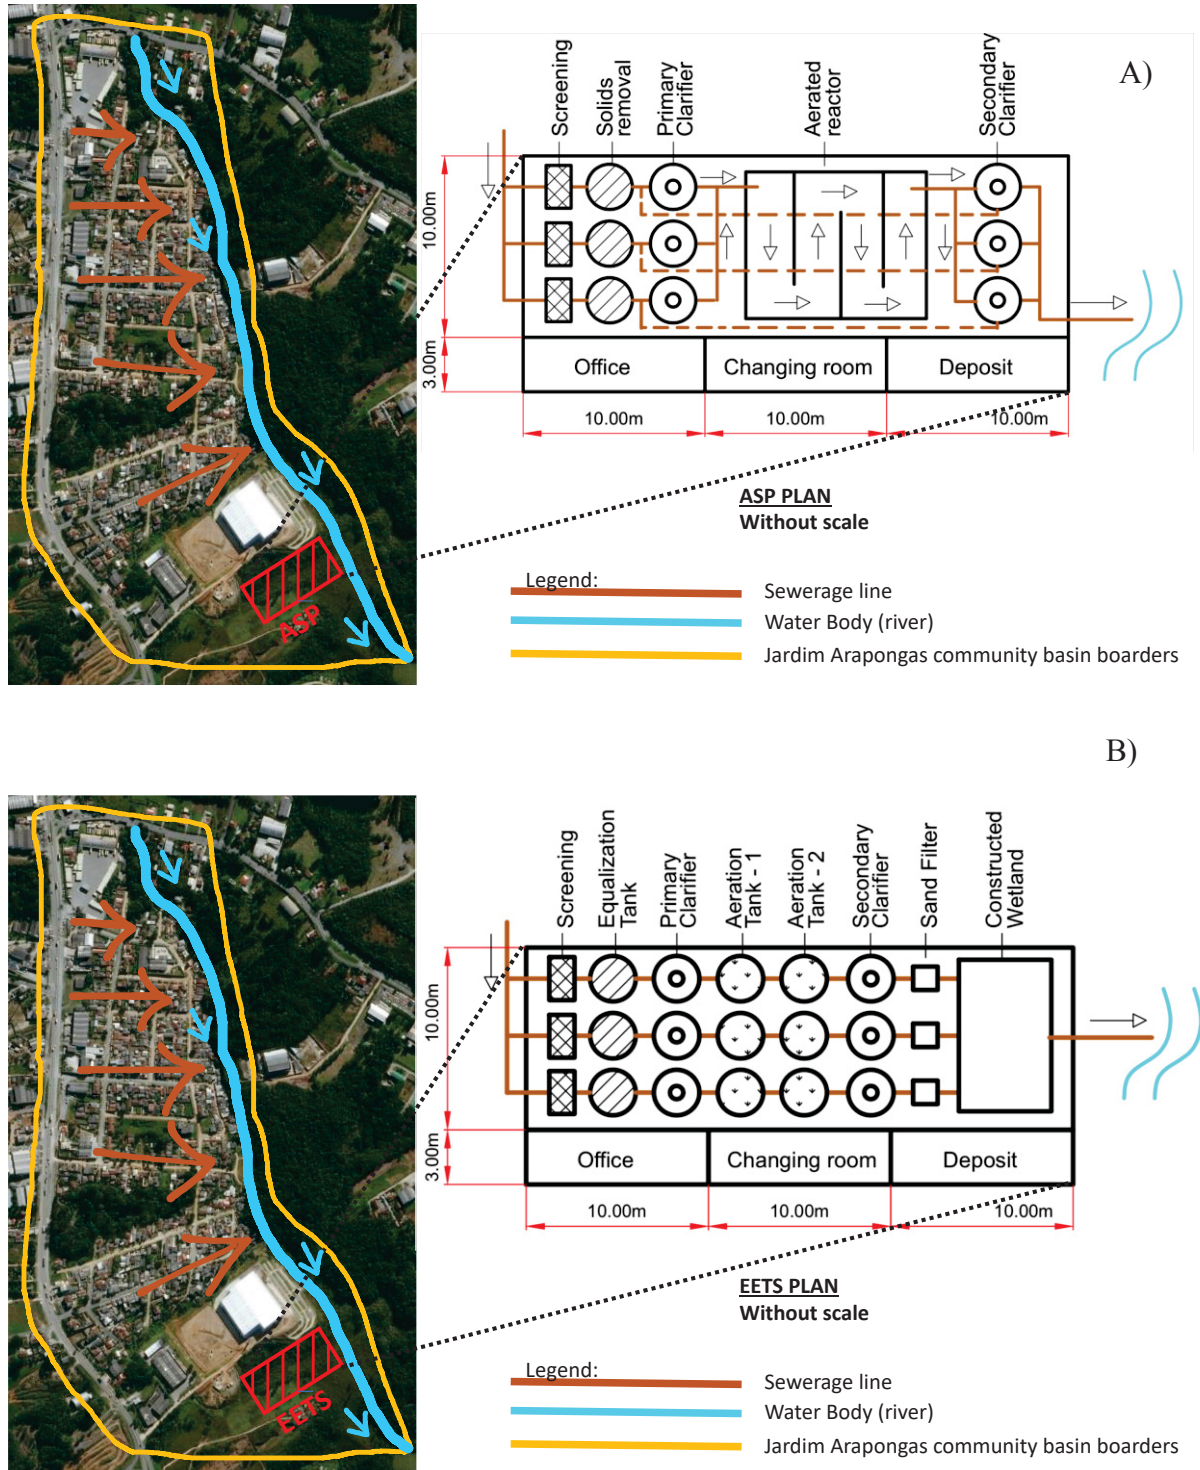 A)
Screening
Solids
removal
Primary
Clarifier
Aerated
reactor
Secondary
Clarifier
10.00m
3.00m
Office
Changing room
Deposit
10.00m
10.00m
10.00m
ASP PLAN
Without scale
ASP
Legend:
Sewerage line
Water Body (river)
Jardim Arapongas community basin boarders
B)
Screening
Equalization
Tank
Primary
Clarifier
Aeration
Tank - 1
Aeration
Tank - 2
Secondary
Clarifier
Sand Filter
Constructed
Wetland
10.00m
3.00m
Office
Changing room
Deposit
10.00m
10.00m
10.00m
EETS PLAN
Without scale
EETS
Legend:
Sewerage line
Water Body (river)
Jardim Arapongas community basin boarders